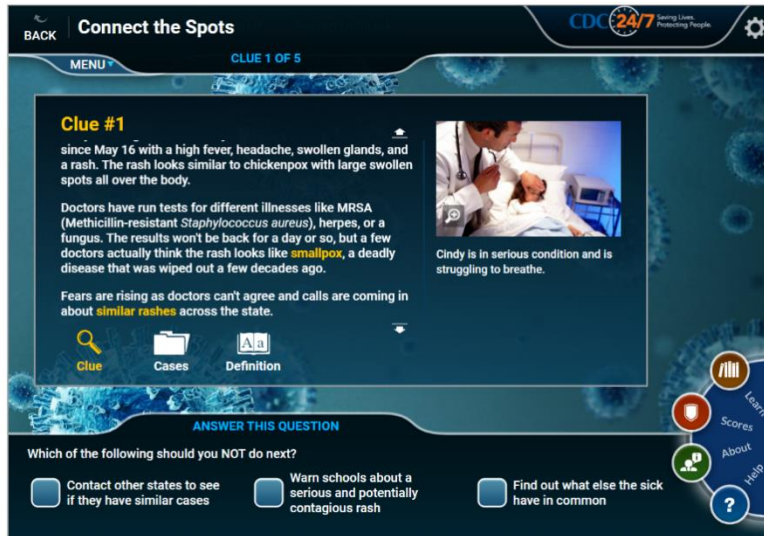 BACK
Connect the Spots
CDC 24/7 Saving Lives.
Protecting People.
MENU
CLUE 1 OF 5
Clue #1
since May 16 with a high fever, headache, swollen glands, and
a rash. The rash looks similar to chickenpox with large swollen
spots all over the body.
Doctors have run tests for different illnesses like MRSA
(Methicillin-resistant Staphylococcus aureus), herpes, or a
fungus. The results won't be back for a day or so, but a few
doctors actually think the rash looks like smallpox, a deadly
disease that was wiped out a few decades ago.
Fears are rising as doctors can't agree and calls are coming in
about similar rashes across the state.
Cindy is in serious condition and is
struggling to breathe.
Clue
Cases
Aa
Definition
Learn
Scores
About
Help
?
ANSWER THIS QUESTION
Which of the following should you NOT do next?
Contact other states to see
if they have similar cases
Warn schools about a
serious and potentially
contagious rash
Find out what else the sick
have in common